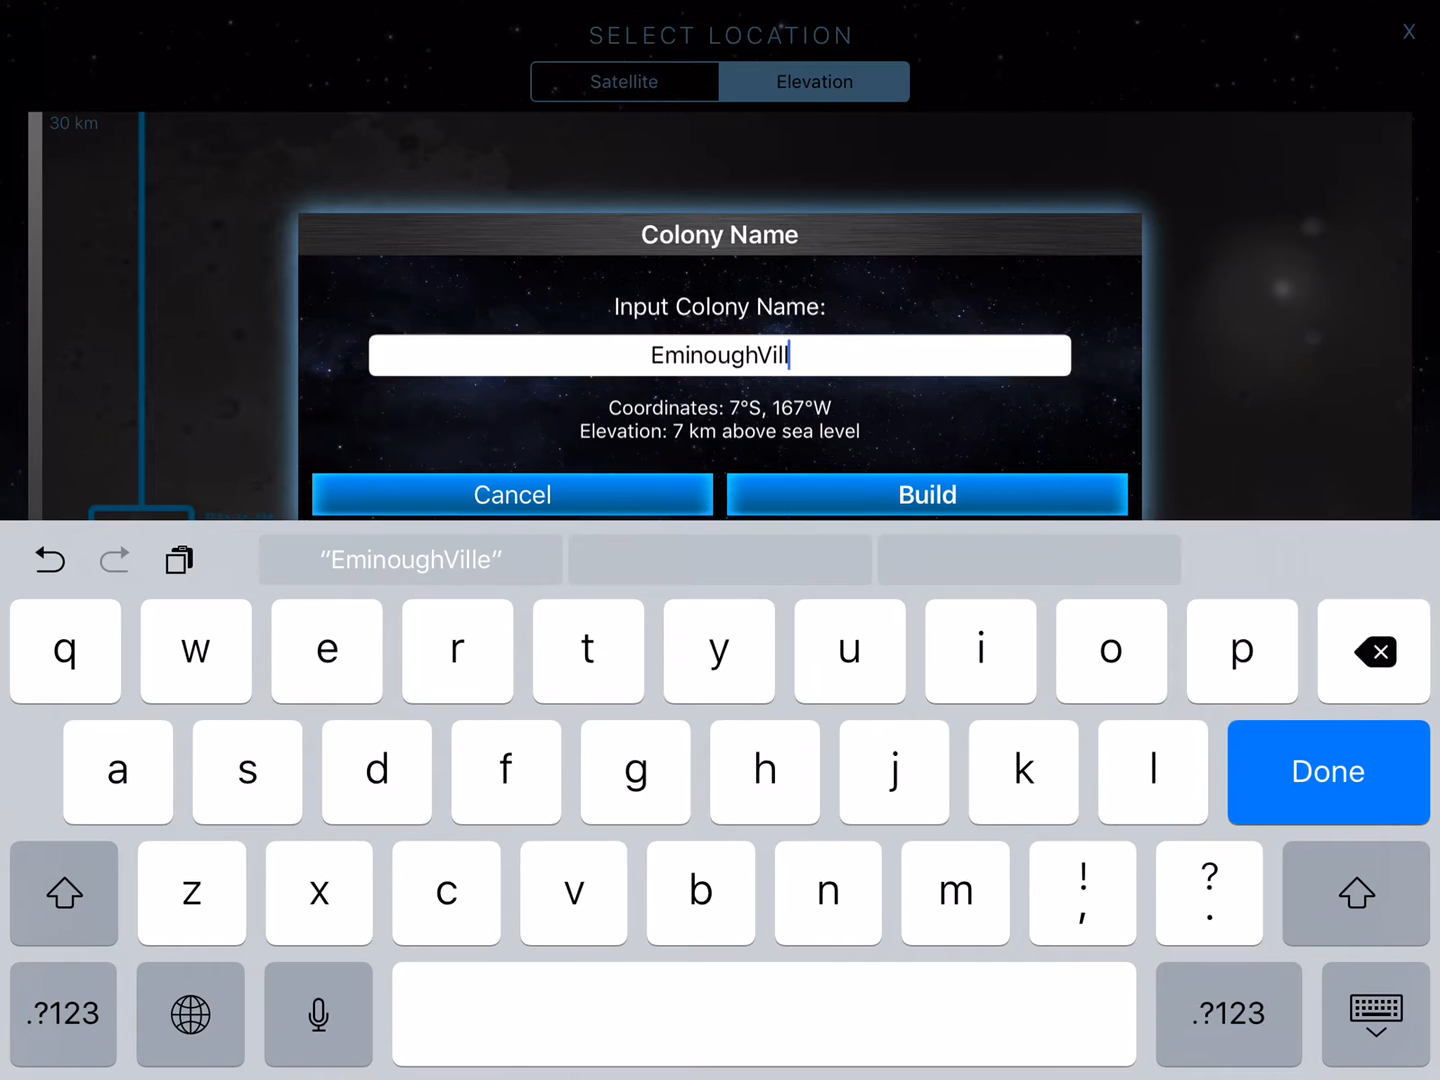 SELECT LOCATION
X
Satellite
Elevation
30 km
Colony Name
Input Colony Name:
EminoughVill
Coordinates: 7°S, 167°W
Elevation: 7 km above sea level
Cancel
Build
“EminoughVille”
q w e r t y u i o p
a s d f g h j k l Done
z x c v b n m ! , ? .
.?123 .?123